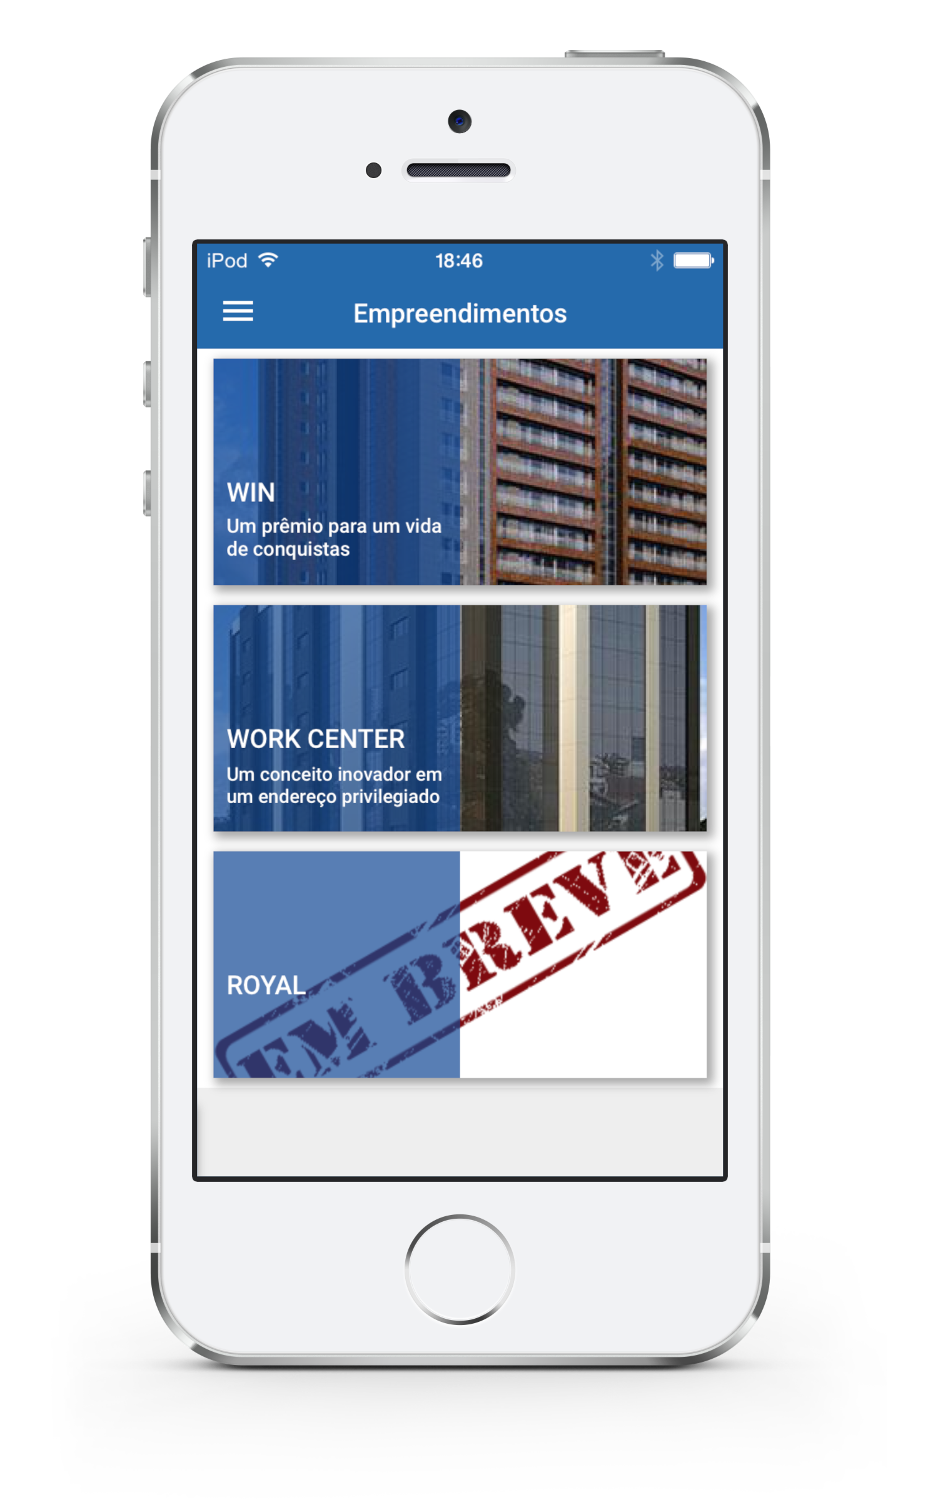 iPod 18:46
Empreendimentos
WIN
Um prêmio para um vida
de conquistas
WORK CENTER
Um conceito inovador em
um endereço privilegiado
EM BREVE
ROYAL